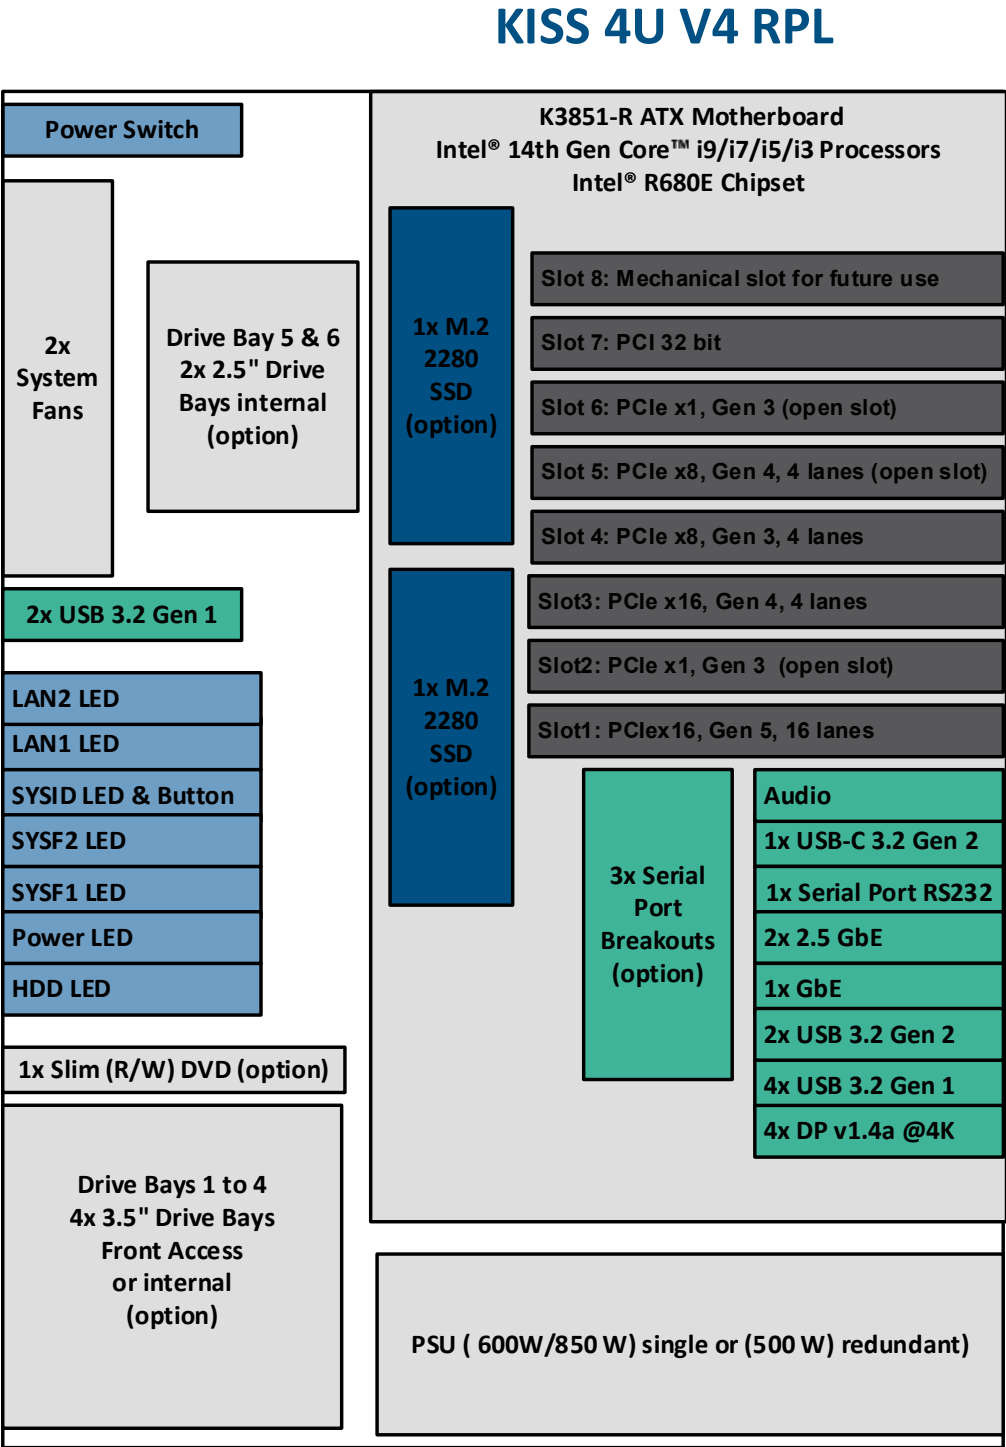 KISS 4U V4 RPL
Power Switch
K3851-R ATX Motherboard
Intel® 14th Gen Core™ i9/i7/i5/i3 Processors
Intel® R680E Chipset
2x
System
Fans
Drive Bay 5 & 6
2x 2.5" Drive
Bays internal
(option)
1x M.2
2280
SSD
(option)
Slot 8: Mechanical slot for future use
Slot 7: PCI 32 bit
Slot 6: PCIe x1, Gen 3 (open slot)
Slot 5: PCIe x8, Gen 4, 4 lanes (open slot)
Slot 4: PCIe x8, Gen 3, 4 lanes
Slot3: PCIe x16, Gen 4, 4 lanes
Slot2: PCIe x1, Gen 3  (open slot)
Slot1: PCIex16, Gen 5, 16 lanes
2x USB 3.2 Gen 1
LAN2 LED
LAN1 LED
SYSID LED & Button
SYSF2 LED
SYSF1 LED
Power LED
HDD LED
1x M.2
2280
SSD
(option)
3x Serial
Port
Breakouts
(option)
Audio
1x USB-C 3.2 Gen 2
1x Serial Port RS232
2x 2.5 GbE
1x GbE
2x USB 3.2 Gen 2
4x USB 3.2 Gen 1
4x DP v1.4a @4K
1x Slim (R/W) DVD (option)
Drive Bays 1 to 4
4x 3.5" Drive Bays
Front Access
or internal
(option)
PSU ( 600W/850 W) single or (500 W) redundant)